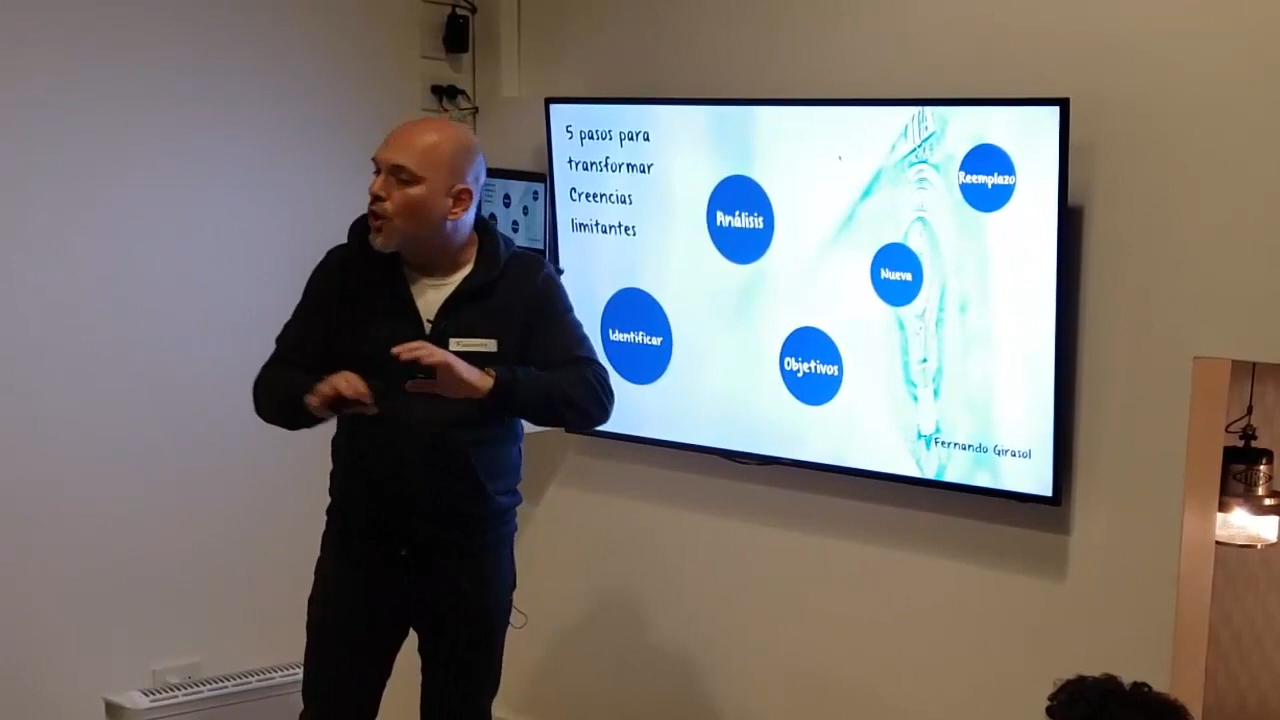 5 pasos para
transformar
Creencias
limitantes
Análisis
Reemplazo
Nueva
Identificar
Objetivos
Fernando Girasol